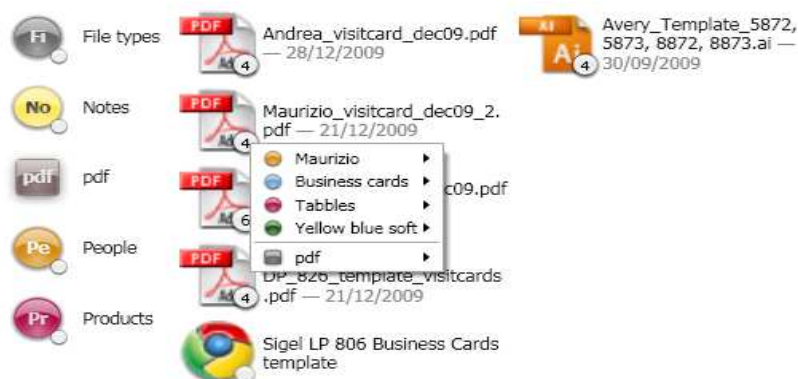 Fi
File types
No
Notes
pdf
pdf
Pe
People
Pr
Products
PDF
4
Andrea_visitcard_dec09.pdf
— 28/12/2009
PDF
4
Maurizio_visitcard_dec09_2.
pdf — 21/12/2009
Maurizio
Business cards
Tabbles
Yellow blue soft
pdf
PDF
6
c09.pdf
PDF
4
DP_826_template_visitcards
.pdf — 21/12/2009
Sigel LP 806 Business Cards
template
AI
Ai
4
Avery_Template_5872,
5873, 8872, 8873.ai —
30/09/2009